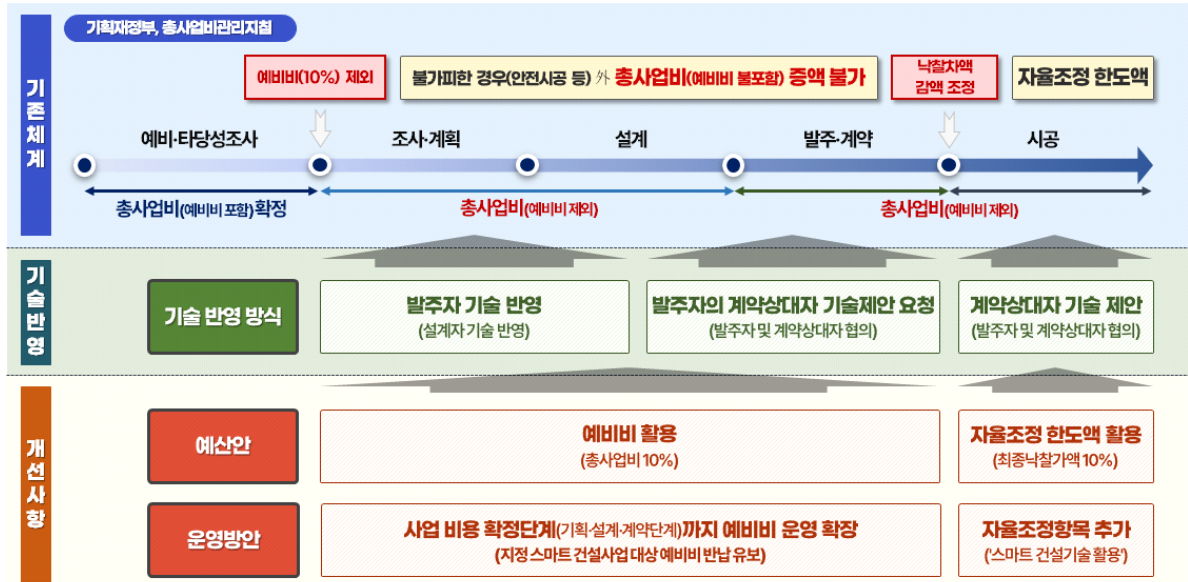 기획재정부, 총사업비관리지침
기존체계
예비비(10%) 제외
불가피한 경우(안전시공 등) 外 총사업비(예비비 불포함) 증액 불가
낙찰차액
감액 조정
자율조정 한도액
예비·타당성조사
조사·계획
설계
발주·계약
시공
총사업비(예비비 포함)확정
총사업비(예비비 제외)
총사업비(예비비 제외)
기술반영
기술 반영 방식
발주자 기술 반영
(설계자 기술 반영)
발주자의 계약상대자 기술제안 요청
(발주자 및 계약상대자 협의)
계약상대자 기술 제안
(발주자 및 계약상대자 협의)
개선사항
예산안
예비비 활용
(총사업비 10%)
자율조정 한도액 활용
(최종낙찰가액 10%)
운영방안
사업 비용 확정단계(기획·설계·계약단계)까지 예비비 운영 확장
(지정 스마트 건설사업 대상 예비비 반납 유보)
자율조정항목 추가
('스마트 건설기술 활용')